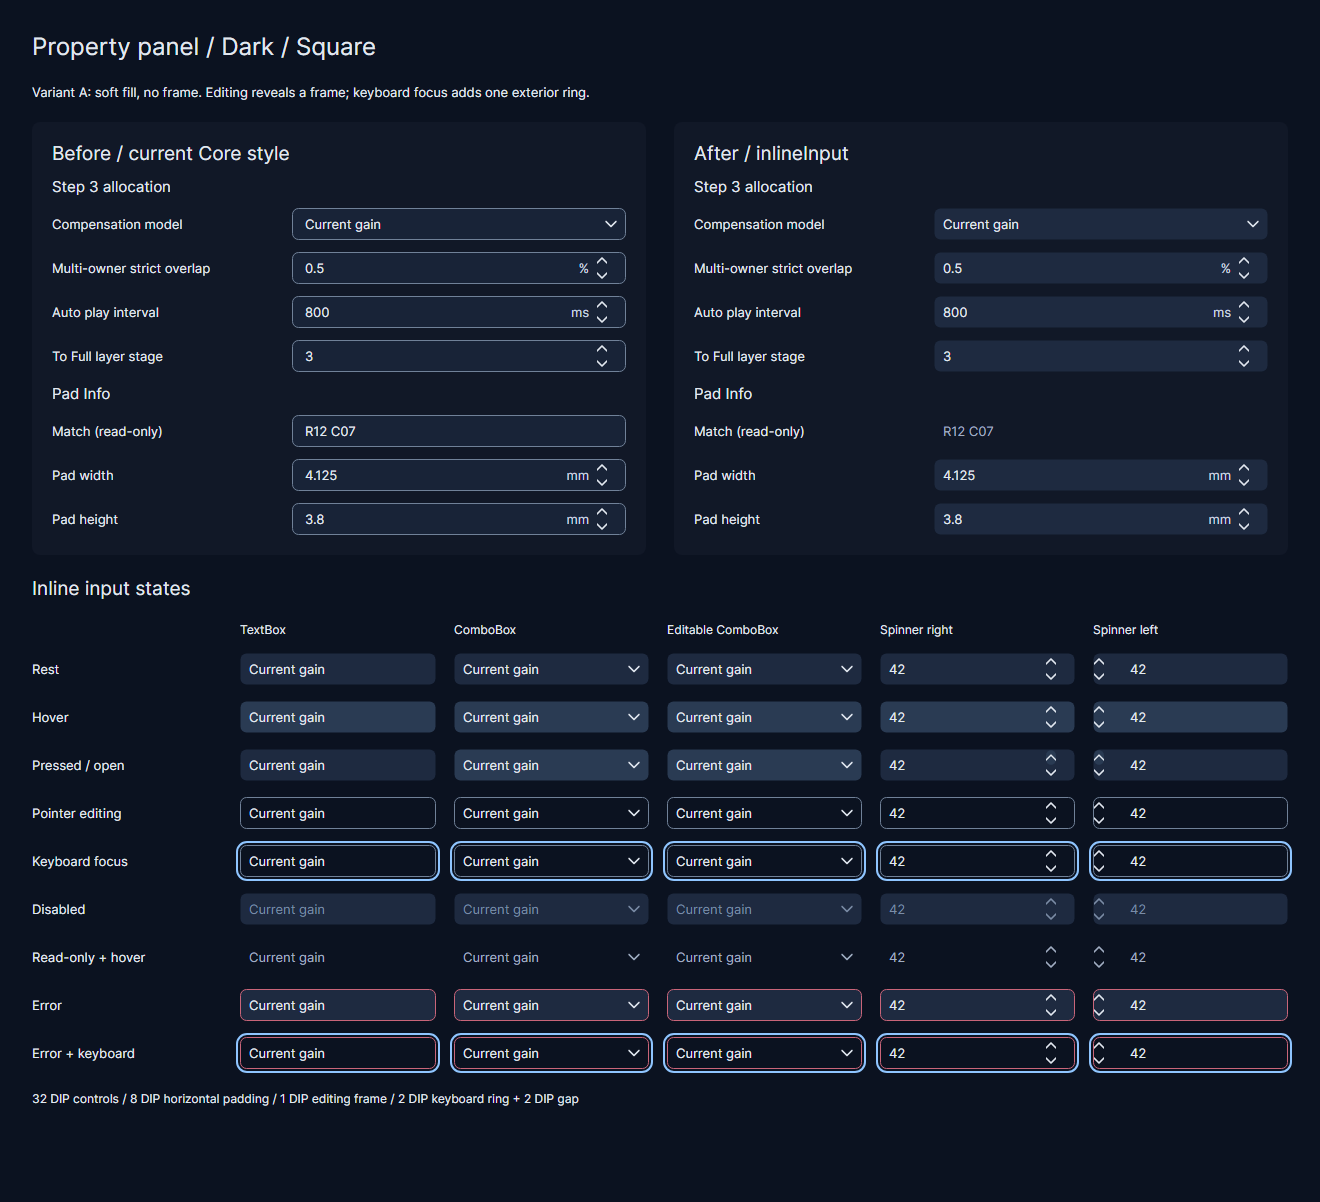 Property panel / Dark / Square
Variant A: soft fill, no frame. Editing reveals a frame; keyboard focus adds one exterior ring.
Before / current Core style
Step 3 allocation
Compensation model Current gain
Multi-owner strict overlap 0.5 %
Auto play interval 800 ms
To Full layer stage 3
Pad Info
Match (read-only) R12 C07
Pad width 4.125 mm
Pad height 3.8 mm
After / inlineInput
Step 3 allocation
Compensation model Current gain
Multi-owner strict overlap 0.5 %
Auto play interval 800 ms
To Full layer stage 3
Pad Info
Match (read-only) R12 C07
Pad width 4.125 mm
Pad height 3.8 mm
Inline input states
TextBox ComboBox Editable ComboBox Spinner right Spinner left
Rest Current gain Current gain Current gain 42 42
Hover Current gain Current gain Current gain 42 42
Pressed / open Current gain Current gain Current gain 42 42
Pointer editing Current gain Current gain Current gain 42 42
Keyboard focus Current gain Current gain Current gain 42 42
Disabled Current gain Current gain Current gain 42 42
Read-only + hover Current gain Current gain Current gain 42 42
Error Current gain Current gain Current gain 42 42
Error + keyboard Current gain Current gain Current gain 42 42
32 DIP controls / 8 DIP horizontal padding / 1 DIP editing frame / 2 DIP keyboard ring + 2 DIP gap